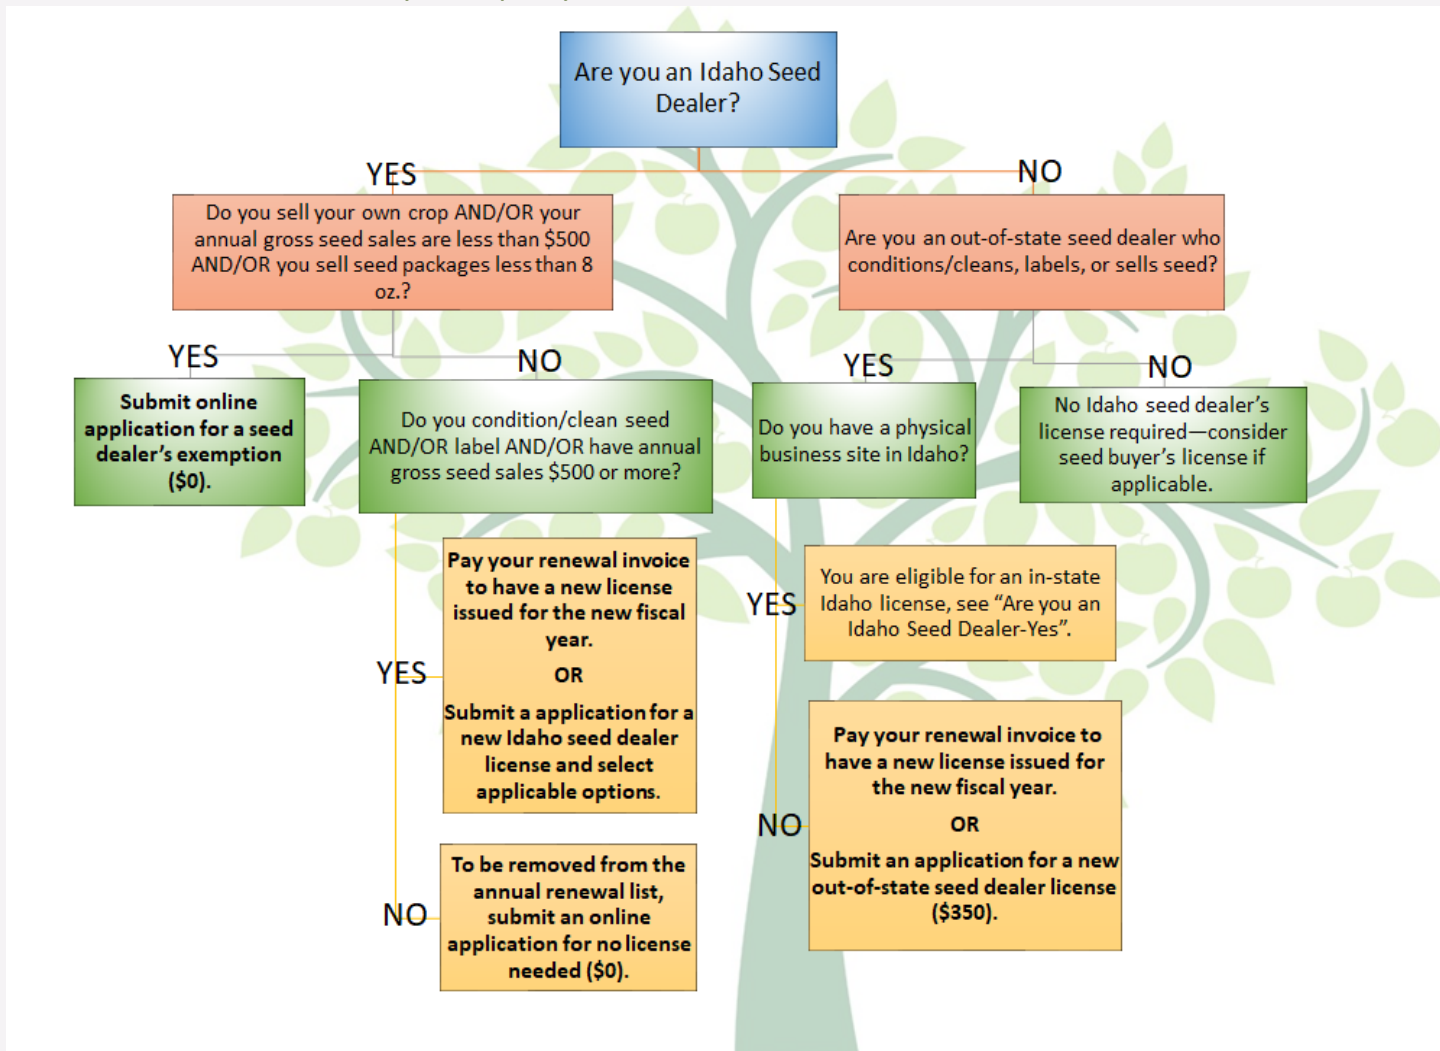 Are you an Idaho Seed
Dealer?
YES
NO
Do you sell your own crop AND/OR your
annual gross seed sales are less than $500
AND/OR you sell seed packages less than 8
oz.?
Are you an out-of-state seed dealer who
conditions/cleans, labels, or sells seed?
YES
NO
YES
NO
Submit online
application for a seed
dealer's exemption
($0).
Do you condition/clean seed
AND/OR label AND/OR have annual
gross seed sales $500 or more?
Do you have a physical
business site in Idaho?
No Idaho seed dealer's
license required—consider
seed buyer's license if
applicable.
YES
Pay your renewal invoice
to have a new license
issued for the new fiscal
year.
OR
Submit a application for a
new Idaho seed dealer
license and select
applicable options.
NO
To be removed from the
annual renewal list,
submit an online
application for no license
needed ($0).
YES
You are eligible for an in-state
Idaho license, see “Are you an
Idaho Seed Dealer-Yes”.
NO
Pay your renewal invoice to
have a new license issued for
the new fiscal year.
OR
Submit an application for a new
out-of-state seed dealer license
($350).